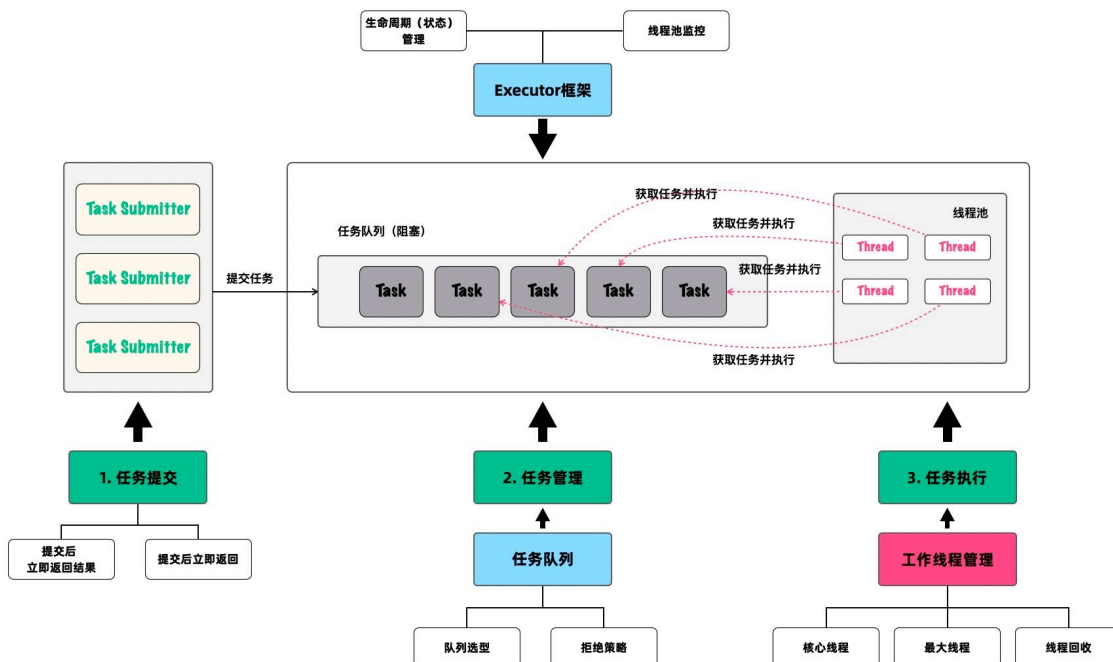 生命周期（状态）
管理
线程池监控
Executor框架
Task Submitter
Task Submitter
Task Submitter
提交任务
任务队列（阻塞）
Task
Task
Task
Task
Task
获取任务并执行
获取任务并执行
获取任务并执行
获取任务并执行
线程池
Thread
Thread
Thread
Thread
1. 任务提交
提交后
立即返回结果
提交后立即返回
2. 任务管理
任务队列
队列选型
拒绝策略
3. 任务执行
工作线程管理
核心线程
最大线程
线程回收